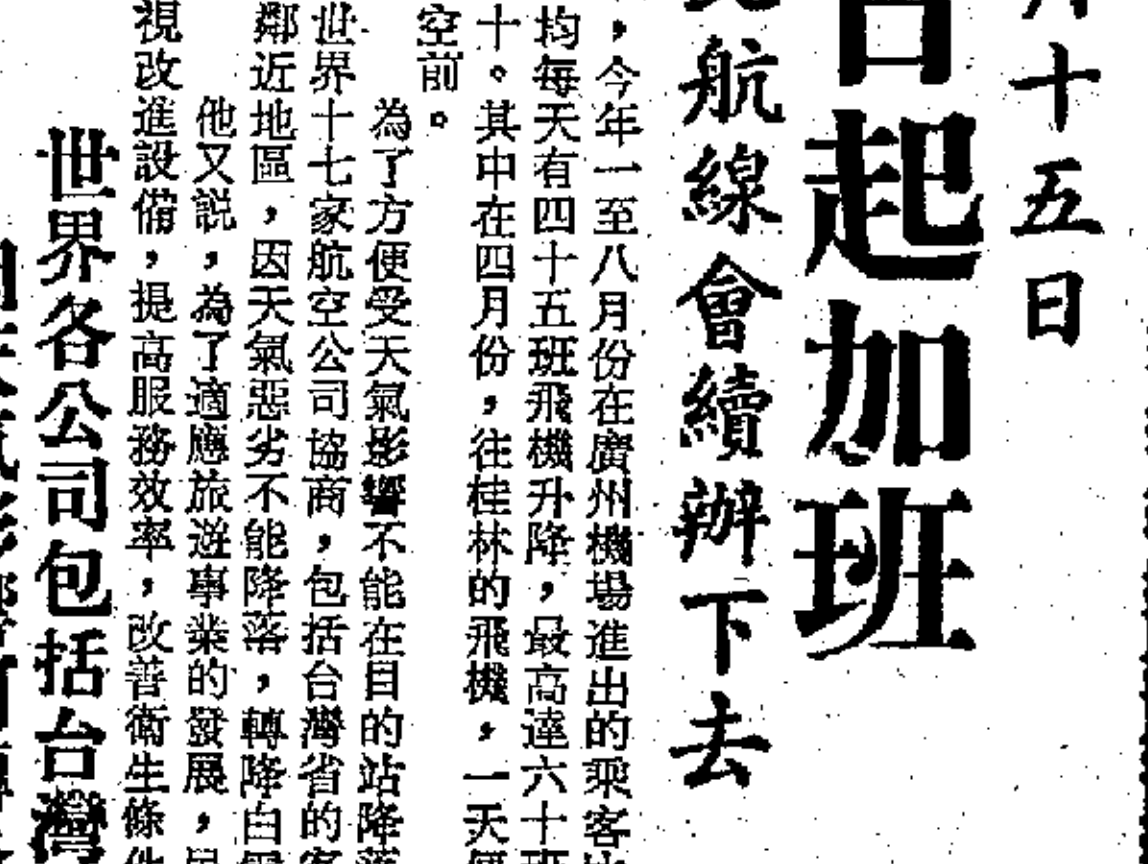 十五日
起加班
航線會續辦下去
，今年一至八月份在廣州機場進出的乘客
均每天有四十五班飛機升降，最高達六十班
十。其中在四月份，往桂林的飛機，一天
空前。
為了方便受天氣影響不能在目的站降落
世界十七家航空公司協商，包括台灣省的客
鄰近地區，因天氣惡劣不能降落，轉降白雲
他又説，為了適應旅遊事業的發展，
視改進設備，提高服務效率，改善衞生條件
世界各公司包括台灣